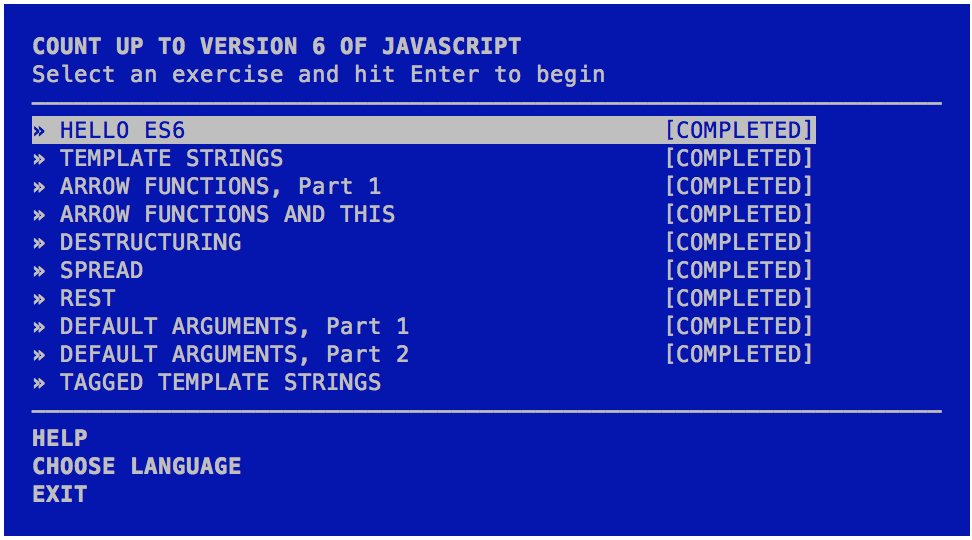 COUNT UP TO VERSION 6 OF JAVASCRIPT
Select an exercise and hit Enter to begin
» HELLO ES6 [COMPLETED]
» TEMPLATE STRINGS [COMPLETED]
» ARROW FUNCTIONS, Part 1 [COMPLETED]
» ARROW FUNCTIONS AND THIS [COMPLETED]
» DESTRUCTURING [COMPLETED]
» SPREAD [COMPLETED]
» REST [COMPLETED]
» DEFAULT ARGUMENTS, Part 1 [COMPLETED]
» DEFAULT ARGUMENTS, Part 2 [COMPLETED]
» TAGGED TEMPLATE STRINGS
HELP
CHOOSE LANGUAGE
EXIT